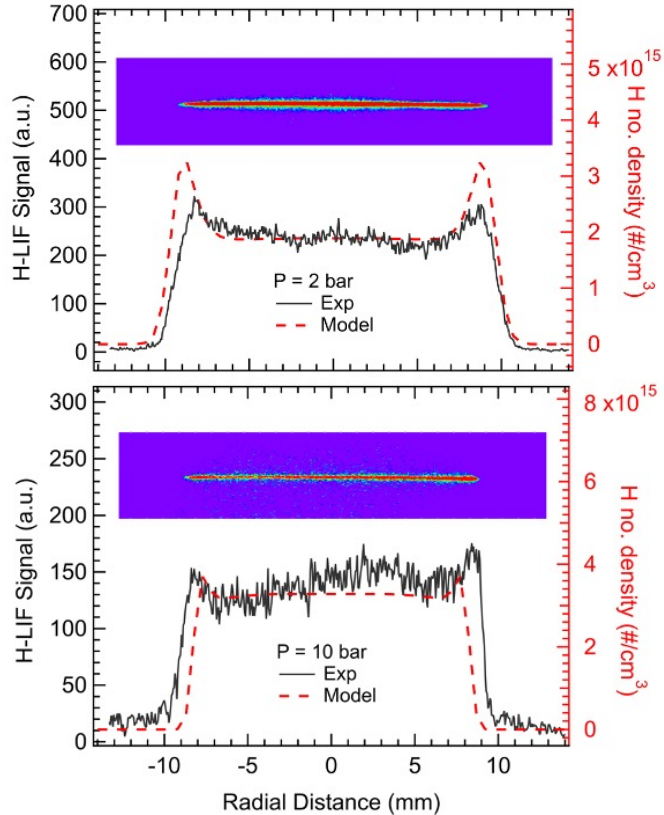 700
600
500
400
300
200
100
0
H-LIF Signal (a.u.)
5 x10^15
4
3
2
1
0
H no. density (#/cm^3)
P = 2 bar
Exp
Model
300
250
200
150
100
50
0
H-LIF Signal (a.u.)
8 x10^15
6
4
2
0
H no. density (#/cm^3)
P = 10 bar
Exp
Model
-10 -5 0 5 10
Radial Distance (mm)